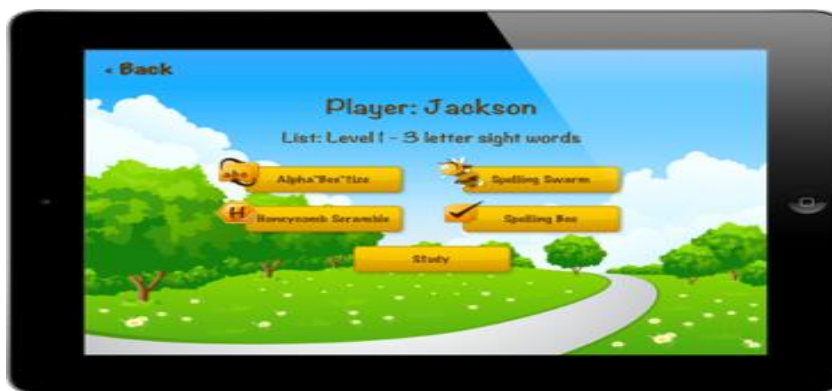 < Back
Player: Jackson
List: Level 1 - 3 letter sight words
abc
Alpha"Bee"tize
Spelling Swarm
H
Honeycomb Scramble
Spelling Bee
Study